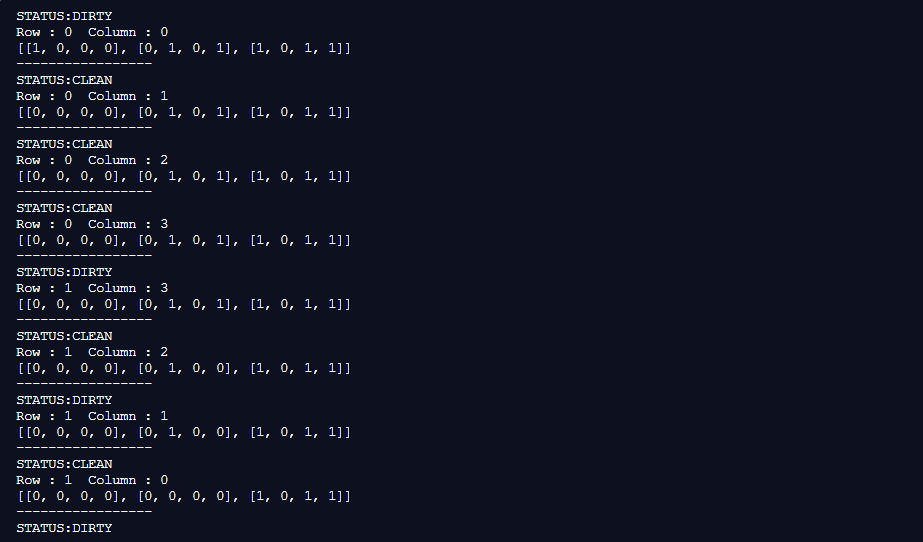 STATUS:DIRTY
Row : 0  Column : 0
[[1, 0, 0, 0], [0, 1, 0, 1], [1, 0, 1, 1]]
-----------------
STATUS:CLEAN
Row : 0  Column : 1
[[0, 0, 0, 0], [0, 1, 0, 1], [1, 0, 1, 1]]
-----------------
STATUS:CLEAN
Row : 0  Column : 2
[[0, 0, 0, 0], [0, 1, 0, 1], [1, 0, 1, 1]]
-----------------
STATUS:CLEAN
Row : 0  Column : 3
[[0, 0, 0, 0], [0, 1, 0, 1], [1, 0, 1, 1]]
-----------------
STATUS:DIRTY
Row : 1  Column : 3
[[0, 0, 0, 0], [0, 1, 0, 1], [1, 0, 1, 1]]
-----------------
STATUS:CLEAN
Row : 1  Column : 2
[[0, 0, 0, 0], [0, 1, 0, 0], [1, 0, 1, 1]]
-----------------
STATUS:DIRTY
Row : 1  Column : 1
[[0, 0, 0, 0], [0, 1, 0, 0], [1, 0, 1, 1]]
-----------------
STATUS:CLEAN
Row : 1  Column : 0
[[0, 0, 0, 0], [0, 0, 0, 0], [1, 0, 1, 1]]
-----------------
STATUS:DIRTY